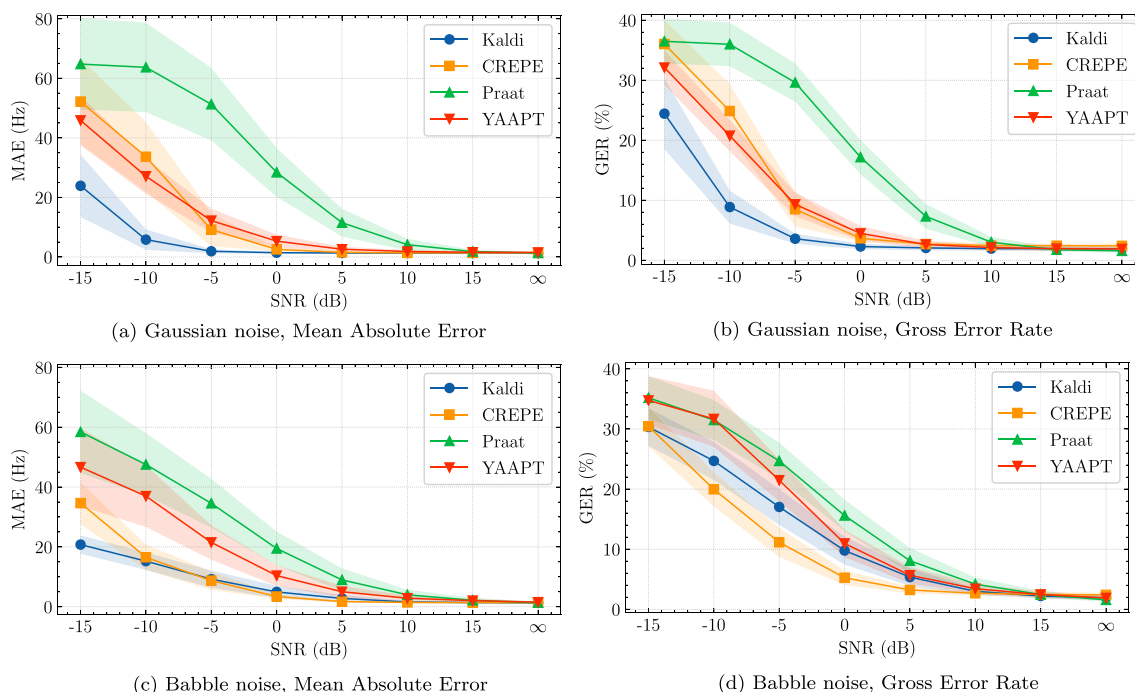 80
60
40
20
0
MAE (Hz)
-15 -10 -5 0 5 10 15 ∞
SNR (dB)
Kaldi
CREPE
Praat
YAAPT
(a) Gaussian noise, Mean Absolute Error
40
30
20
10
0
GER (%)
-15 -10 -5 0 5 10 15 ∞
SNR (dB)
Kaldi
CREPE
Praat
YAAPT
(b) Gaussian noise, Gross Error Rate
80
60
40
20
0
MAE (Hz)
-15 -10 -5 0 5 10 15 ∞
SNR (dB)
Kaldi
CREPE
Praat
YAAPT
(c) Babble noise, Mean Absolute Error
40
30
20
10
0
GER (%)
-15 -10 -5 0 5 10 15 ∞
SNR (dB)
Kaldi
CREPE
Praat
YAAPT
(d) Babble noise, Gross Error Rate